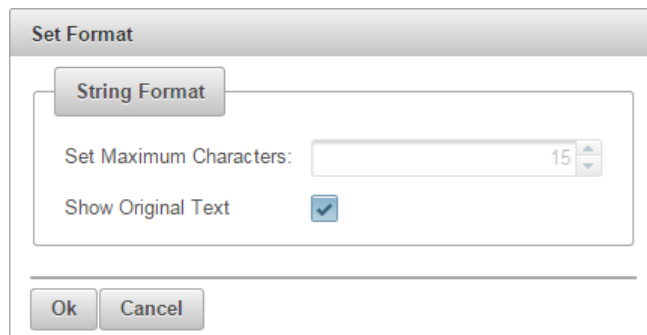 Set Format
String Format
Set Maximum Characters: 15
Show Original Text
Ok Cancel